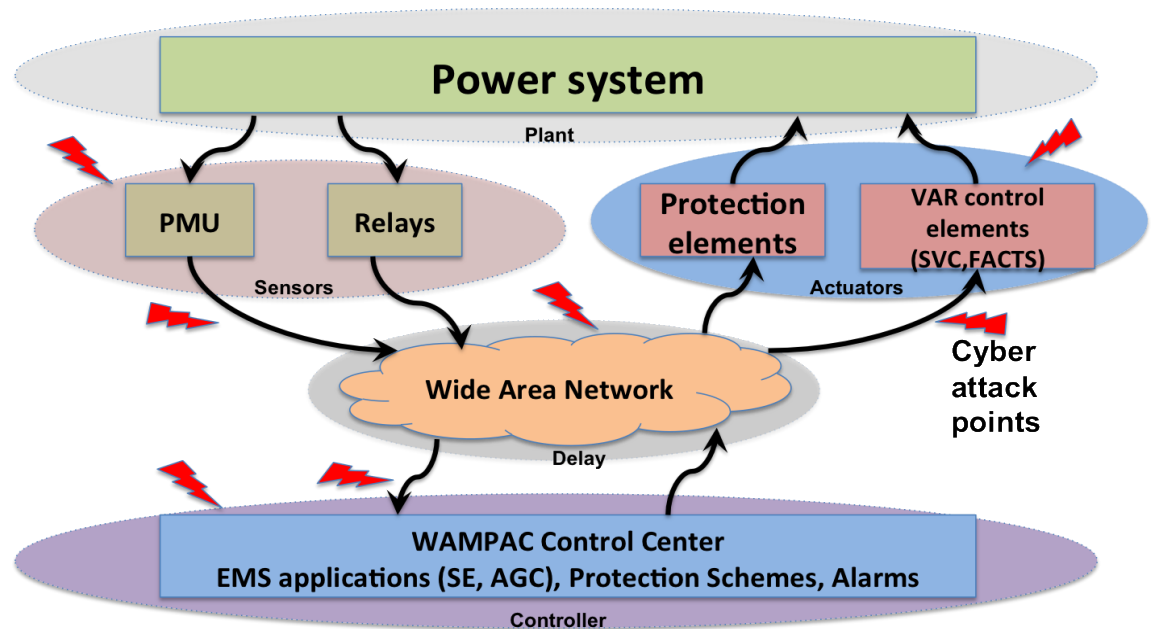 Power system
Plant
PMU
Relays
Sensors
Protection
elements
VAR control
elements
(SVC,FACTS)
Actuators
Cyber
attack
points
Wide Area Network
Delay
WAMPAC Control Center
EMS applications (SE, AGC), Protection Schemes, Alarms
Controller